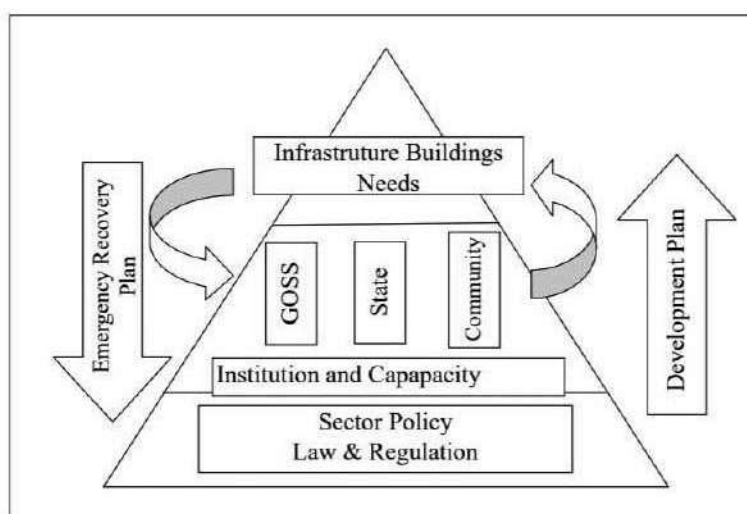 Infrastruture Buildings
Needs
Emergency Recovery
Plan
GOSS
State
Community
Development Plan
Institution and Capapacity
Sector Policy
Law & Regulation